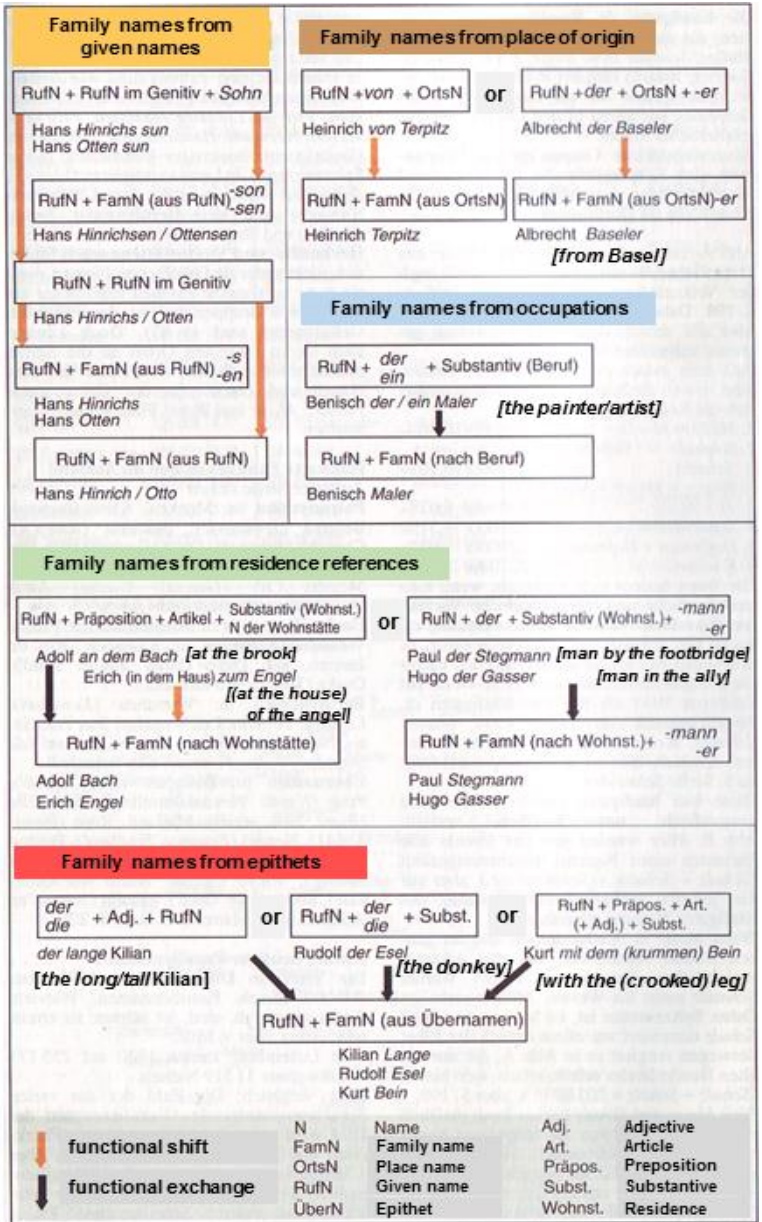 Family names from
given names
RufN + RufN im Genitiv + Sohn
Hans Hinrichs sun
Hans Otten sun
RufN + FamN (aus RufN) -son
-sen
Hans Hinrichsen / Ottensen
RufN + RufN im Genitiv
Hans Hinrichs / Otten
RufN + FamN (aus RufN) -s
-en
Hans Hinrichs
Hans Otten
RufN + FamN (aus RufN)
Hans Hinrich / Otto
Family names from place of origin
RufN +von + OrtsN or RufN +der + OrtsN + -er
Heinrich von Terpitz Albrecht der Baseler
RufN + FamN (aus OrtsN) RufN + FamN (aus OrtsN)-er
Heinrich Terpitz Albrecht Baseler
[from Basel]
Family names from occupations
RufN + der
ein + Substantiv (Beruf)
Benisch der / ein Maler [the painter/artist]
RufN + FamN (nach Beruf)
Benisch Maler
Family names from residence references
RufN + Präposition + Artikel + Substantiv (Wohnst.)
N der Wohnstätte
or
RufN + der + Substantiv (Wohnst.)+ -mann
-er
Adolf an dem Bach [at the brook]
Erich (in dem Haus) zum Engel
[(at the house)
of the angel]
Paul der Stegmann [man by the footbridge]
Hugo der Gasser [man in the ally]
RufN + FamN (nach Wohnstätte)
Adolf Bach
Erich Engel
RufN + FamN (nach Wohnst.)+ -mann
-er
Paul Stegmann
Hugo Gasser
Family names from epithets
der
die + Adj. + RufN
or
RufN + der
die + Subst.
or
RufN + Präpos. + Art.
(+ Adj.) + Subst.
der lange Kilian
[the long/tall Kilian]
Rudolf der Esel
[the donkey]
Kurt mit dem (krummen) Bein
[with the (crooked) leg]
RufN + FamN (aus Übernamen)
Kilian Lange
Rudolf Esel
Kurt Bein
functional shift
functional exchange
N Name
FamN Family name
OrtsN Place name
RufN Given name
ÜberN Epithet
Adj. Adjective
Art. Article
Präpos. Preposition
Subst. Substantive
Wohnst. Residence